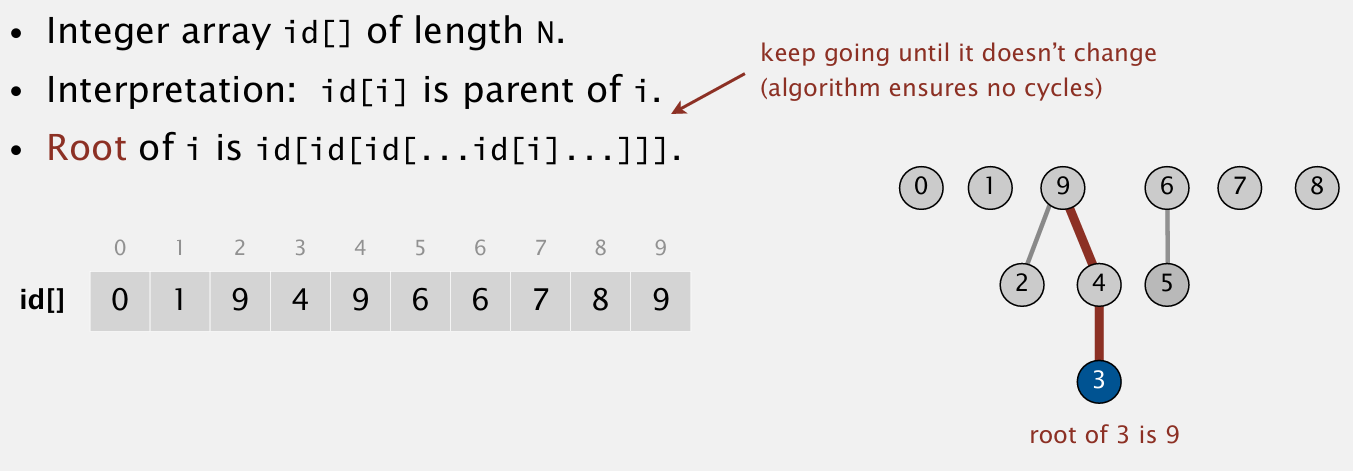 • Integer array id[] of length N.
• Interpretation: id[i] is parent of i.
• Root of i is id[id[id[...id[i]...]]].
keep going until it doesn’t change
(algorithm ensures no cycles)
0 1 2 3 4 5 6 7 8 9
id[] 0 1 9 4 9 6 6 7 8 9
0 1 9 6 7 8
2 4 5
3
root of 3 is 9